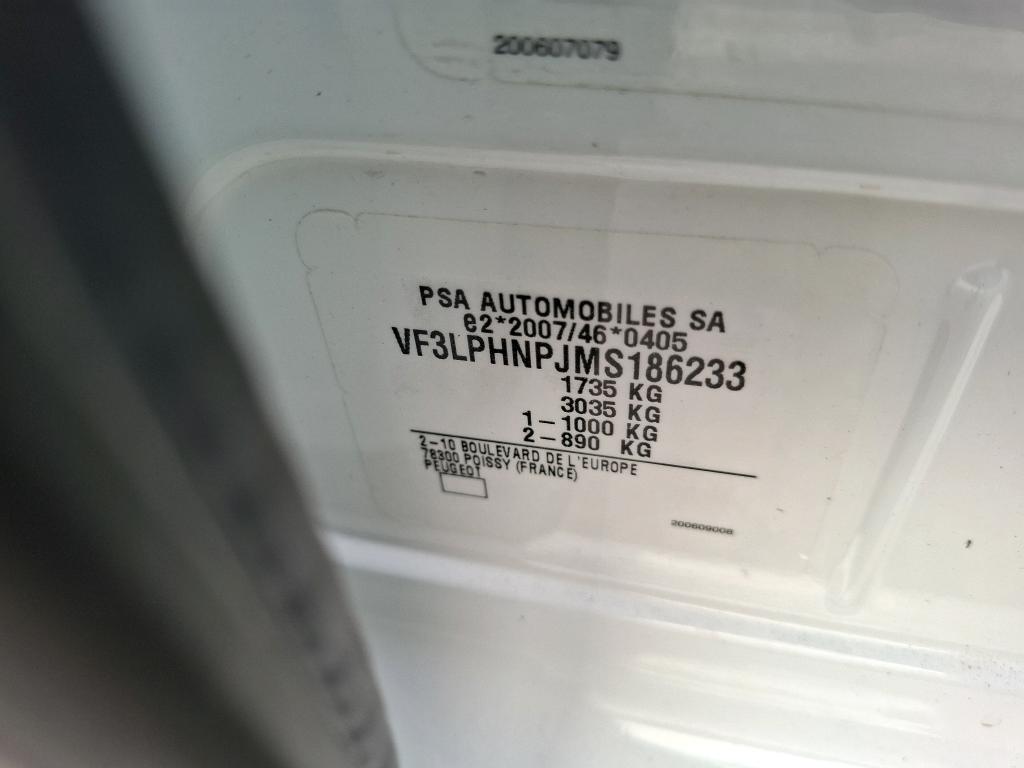 200607079
PSA AUTOMOBILES SA
e2*2007/46*0405
VF3LPHNPJMS186233
1735 KG
3035 KG
1-1000 KG
2-890 KG
2-10 BOULEVARD DE L'EUROPE
78300 POISSY (FRANCE)
PEUGEOT
200609008